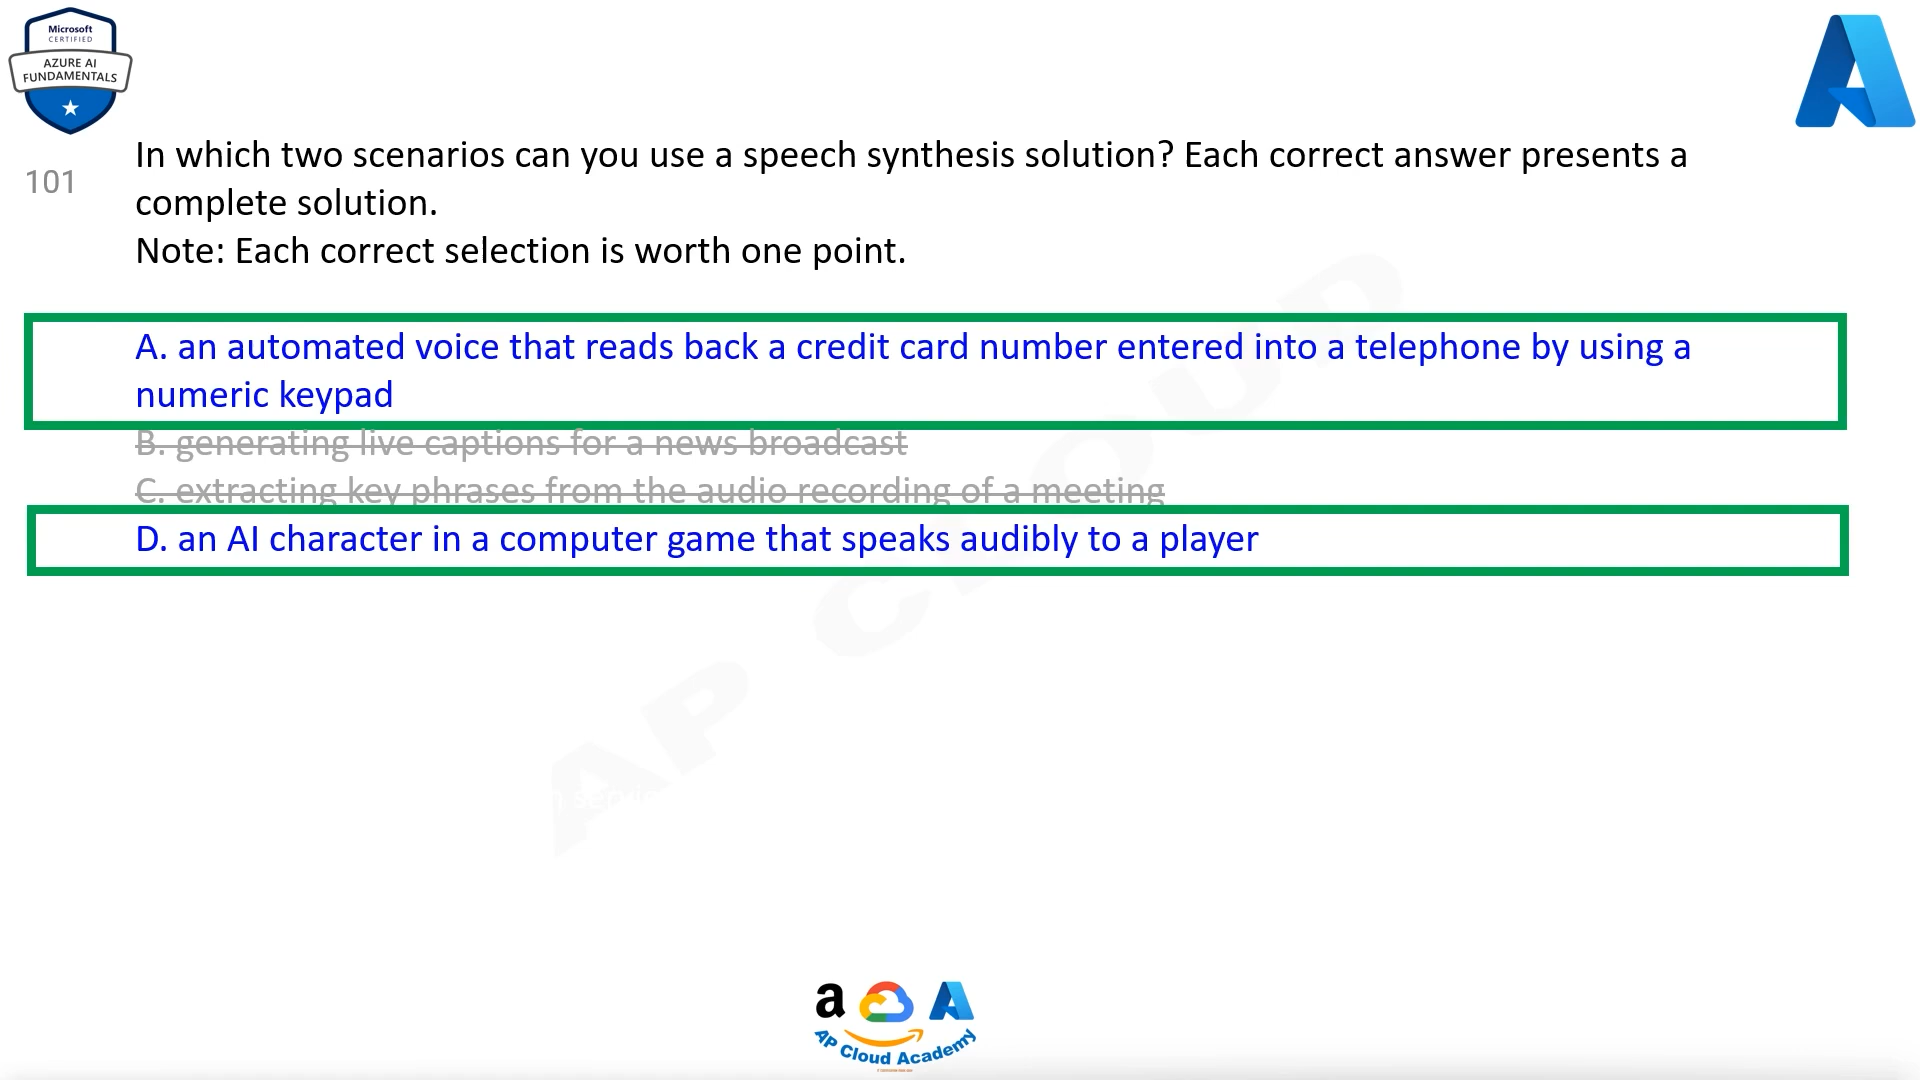 Microsoft
CERTIFIED
AZURE AI
FUNDAMENTALS
101
In which two scenarios can you use a speech synthesis solution? Each correct answer presents a
complete solution.
Note: Each correct selection is worth one point.
A. an automated voice that reads back a credit card number entered into a telephone by using a
numeric keypad
B. generating live captions for a news broadcast
C. extracting key phrases from the audio recording of a meeting
D. an AI character in a computer game that speaks audibly to a player
AP CLOUD
a
AP Cloud Academy